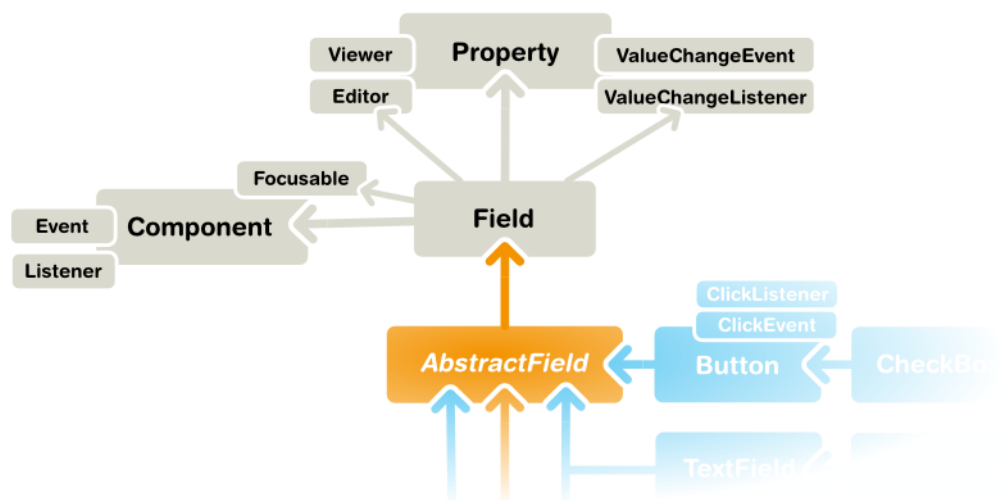 Property
Viewer
ValueChangeEvent
Editor
ValueChangeListener
Focusable
Field
Event
Component
Listener
ClickListener
ClickEvent
AbstractField
Button
TextField